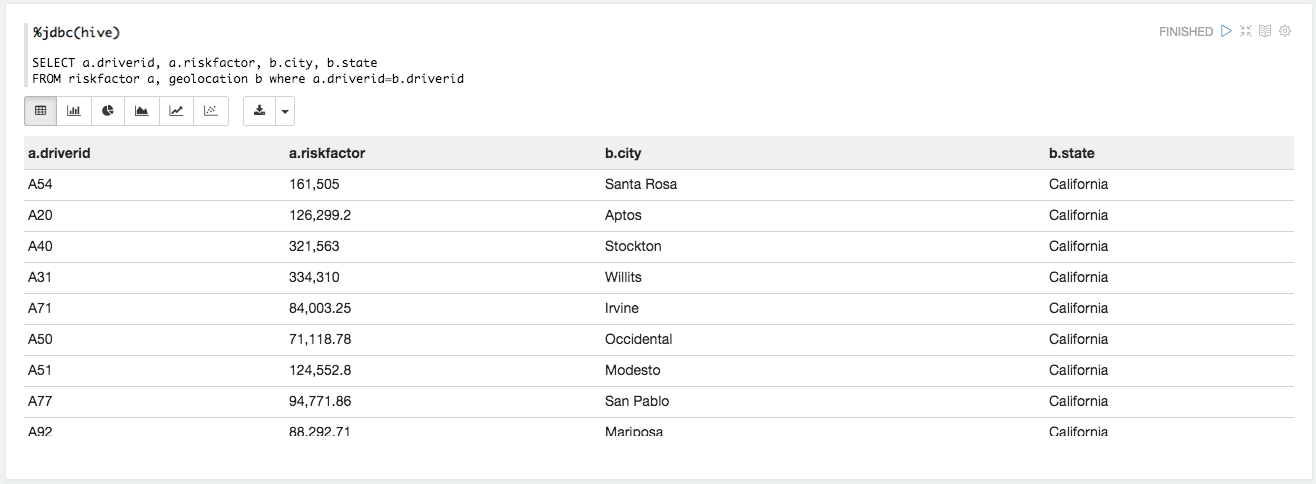 %jdbc(hive)
FINISHED
SELECT a.driverid, a.riskfactor, b.city, b.state
FROM riskfactor a, geolocation b where a.driverid=b.driverid
a.driverid a.riskfactor b.city b.state
A54 161,505 Santa Rosa California
A20 126,299.2 Aptos California
A40 321,563 Stockton California
A31 334,310 Willits California
A71 84,003.25 Irvine California
A50 71,118.78 Occidental California
A51 124,552.8 Modesto California
A77 94,771.86 San Pablo California
A92 88,292.71 Mariposa California